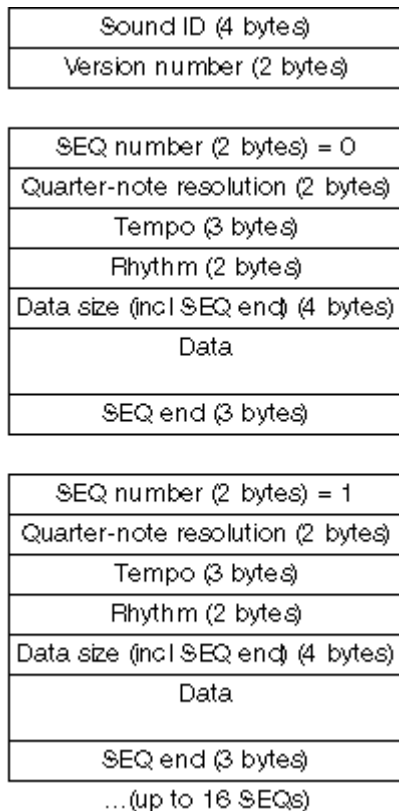 Sound ID (4 bytes)
Version number (2 bytes)
SEQ number (2 bytes) = 0
Quarter-note resolution (2 bytes)
Tempo (3 bytes)
Rhythm (2 bytes)
Data size (incl SEQ end) (4 bytes)
Data
SEQ end (3 bytes)
SEQ number (2 bytes) = 1
Quarter-note resolution (2 bytes)
Tempo (3 bytes)
Rhythm (2 bytes)
Data size (incl SEQ end) (4 bytes)
Data
SEQ end (3 bytes)
...(up to 16 SEQs)